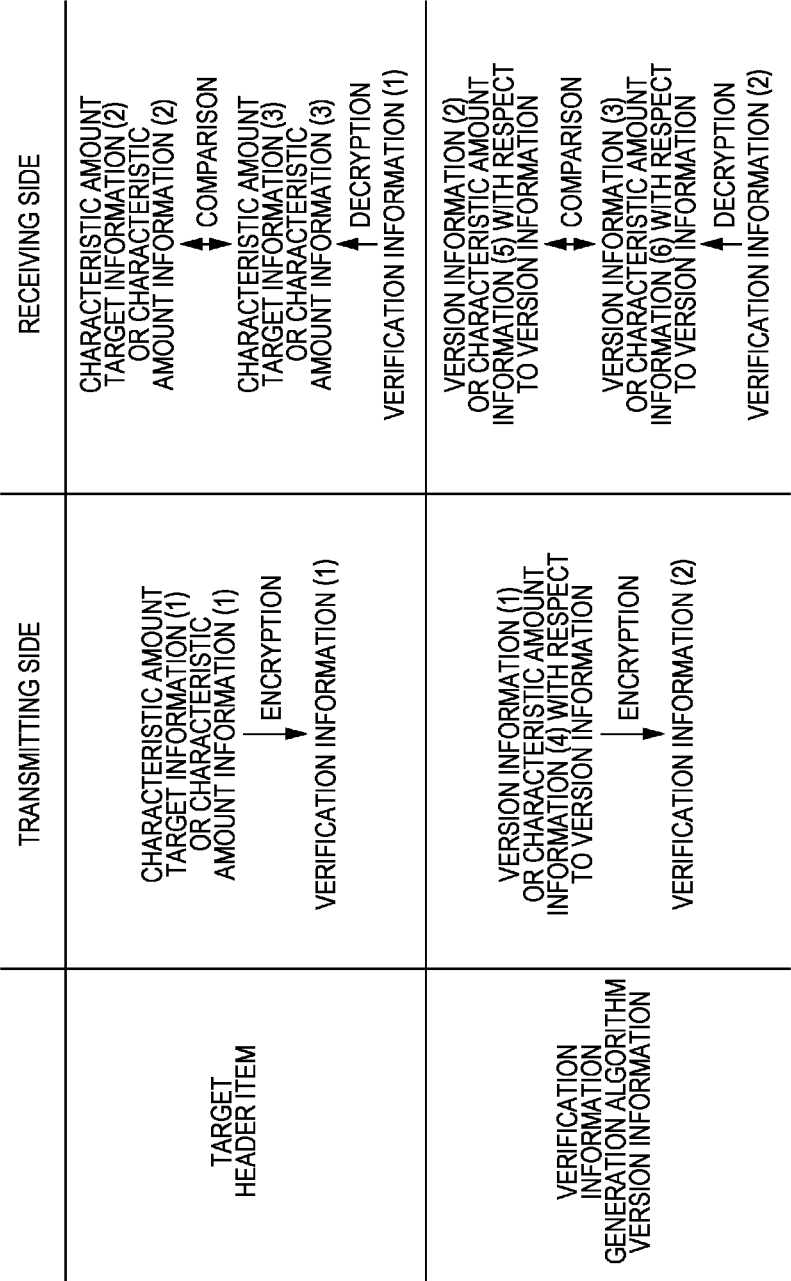 TRANSMITTING SIDE
RECEIVING SIDE
TARGET
HEADER ITEM
CHARACTERISTIC AMOUNT
TARGET INFORMATION (1)
OR CHARACTERISTIC
AMOUNT INFORMATION (1)
ENCRYPTION
VERIFICATION INFORMATION (1)
CHARACTERISTIC AMOUNT
TARGET INFORMATION (2)
OR CHARACTERISTIC
AMOUNT INFORMATION (2)
COMPARISON
CHARACTERISTIC AMOUNT
TARGET INFORMATION (3)
OR CHARACTERISTIC
AMOUNT INFORMATION (3)
DECRYPTION
VERIFICATION INFORMATION (1)
VERIFICATION
INFORMATION
GENERATION ALGORITHM
VERSION INFORMATION
VERSION INFORMATION (1)
OR CHARACTERISTIC AMOUNT
INFORMATION (4) WITH RESPECT
TO VERSION INFORMATION
ENCRYPTION
VERIFICATION INFORMATION (2)
VERSION INFORMATION (2)
OR CHARACTERISTIC AMOUNT
INFORMATION (5) WITH RESPECT
TO VERSION INFORMATION
COMPARISON
VERSION INFORMATION (3)
OR CHARACTERISTIC AMOUNT
INFORMATION (6) WITH RESPECT
TO VERSION INFORMATION
DECRYPTION
VERIFICATION INFORMATION (2)